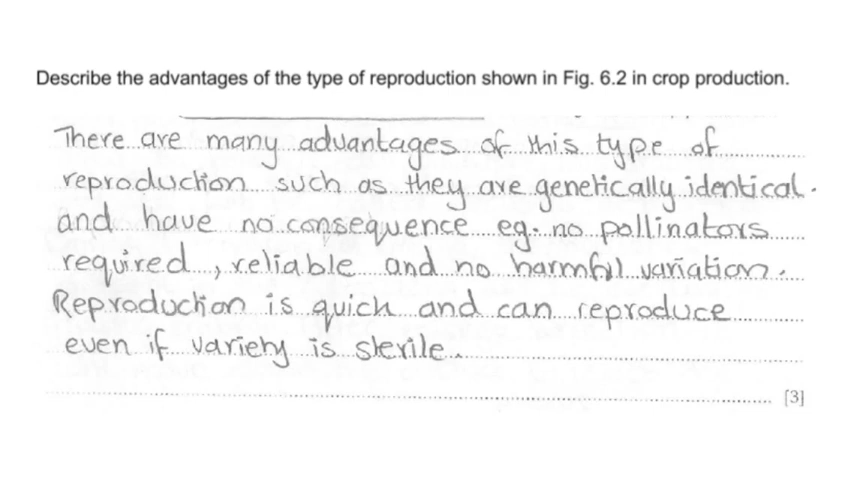 Describe the advantages of the type of reproduction shown in Fig. 6.2 in crop production.
There are many advantages of this type of
reproduction such as they are genetically identical.
and have no consequence eg. no pollinators
required, reliable and no harmful variation.
Reproduction is quick and can reproduce
even if variety is sterile.
[3]